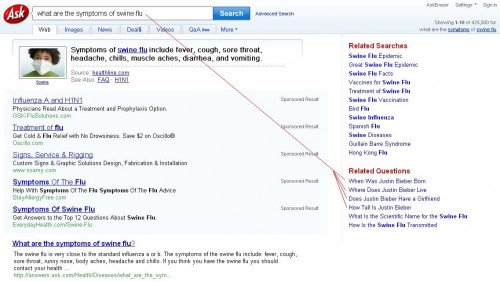 Ask
what are the symptoms of swine flu
Search
Advanced Search
AskEraser
Settings
Sign in
Web
Images
News
Deals
Videos
Q&A new
More
Showing 1-10 of
what are the symptoms of swine flu
Symptoms of swine flu include fever, cough, sore throat,
headache, chills, muscle aches, diarrhea, and vomiting.
Source
Source: healthline.com
See Also: FAQ H1N1
Influenza A and H1N1
Physicians Read About a Treatment and Prophylaxis Option.
GSK-FluSolutions.com
Sponsored Result
Treatment of flu
Get Cold & Flu Relief with No Drowsiness. Save $2 on Oscillo®
Oscillo.com
Sponsored Result
Signs, Service & Rigging
Custom Signs & Graphic Solutions Design, Fabrication & Installation
Sponsored Result
Symptoms Of The Flu
Help With Symptoms Of The Flu Symptoms Of The Flu Advice
StayAllergyFree.com
Sponsored Result
Symptoms Of Swine Flu
Get Answers to the Top 12 Questions About Swine Flu.
EverydayHealth.com/Swine-Flu
Sponsored Result
What are the symptoms of swine flu?
The swine flu is very close to the standard influenza a or b. The symptoms of the swine flu include: fever, cough,
sore throat, runny nose, body aches, headache and chills. If you think you have the swine flu you should
contact your health ...
http://answers.ask.com/Health/Diseases/what_are_the_sym...
Related Searches
Swine Flu Epidemic
Great Swine Flu Epidemic
Swine Flu Facts
Vaccines for Swine Flu
Treatment of Swine Flu
Swine Flu Vaccination
Bird Flu
Swine Influenza
Spanish Flu
Swine Diseases
Guillain Barre Syndrome
Hong Kong Flu
Related Questions
When Was Justin Bieber Born
Where Does Justin Bieber Live
Does Justin Bieber Have a Girlfriend
How Tall Is Justin Bieber
What Is the Scientific Name for the Swine Flu
How Is the Swine Flu Transmitted